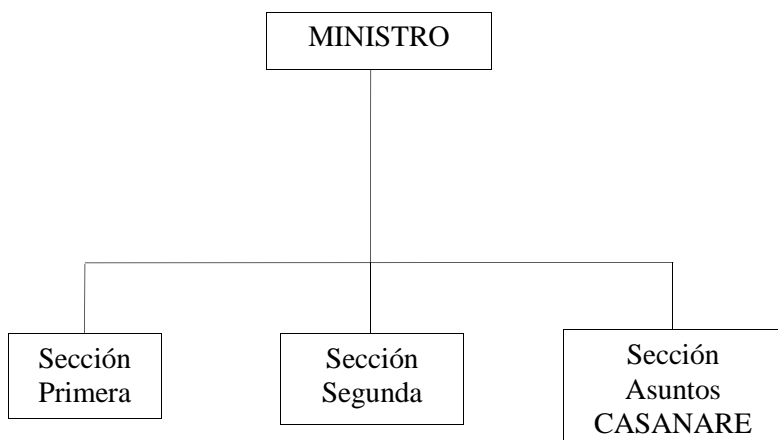 MINISTRO
Sección
Primera
Sección
Segunda
Sección
Asuntos
CASANARE